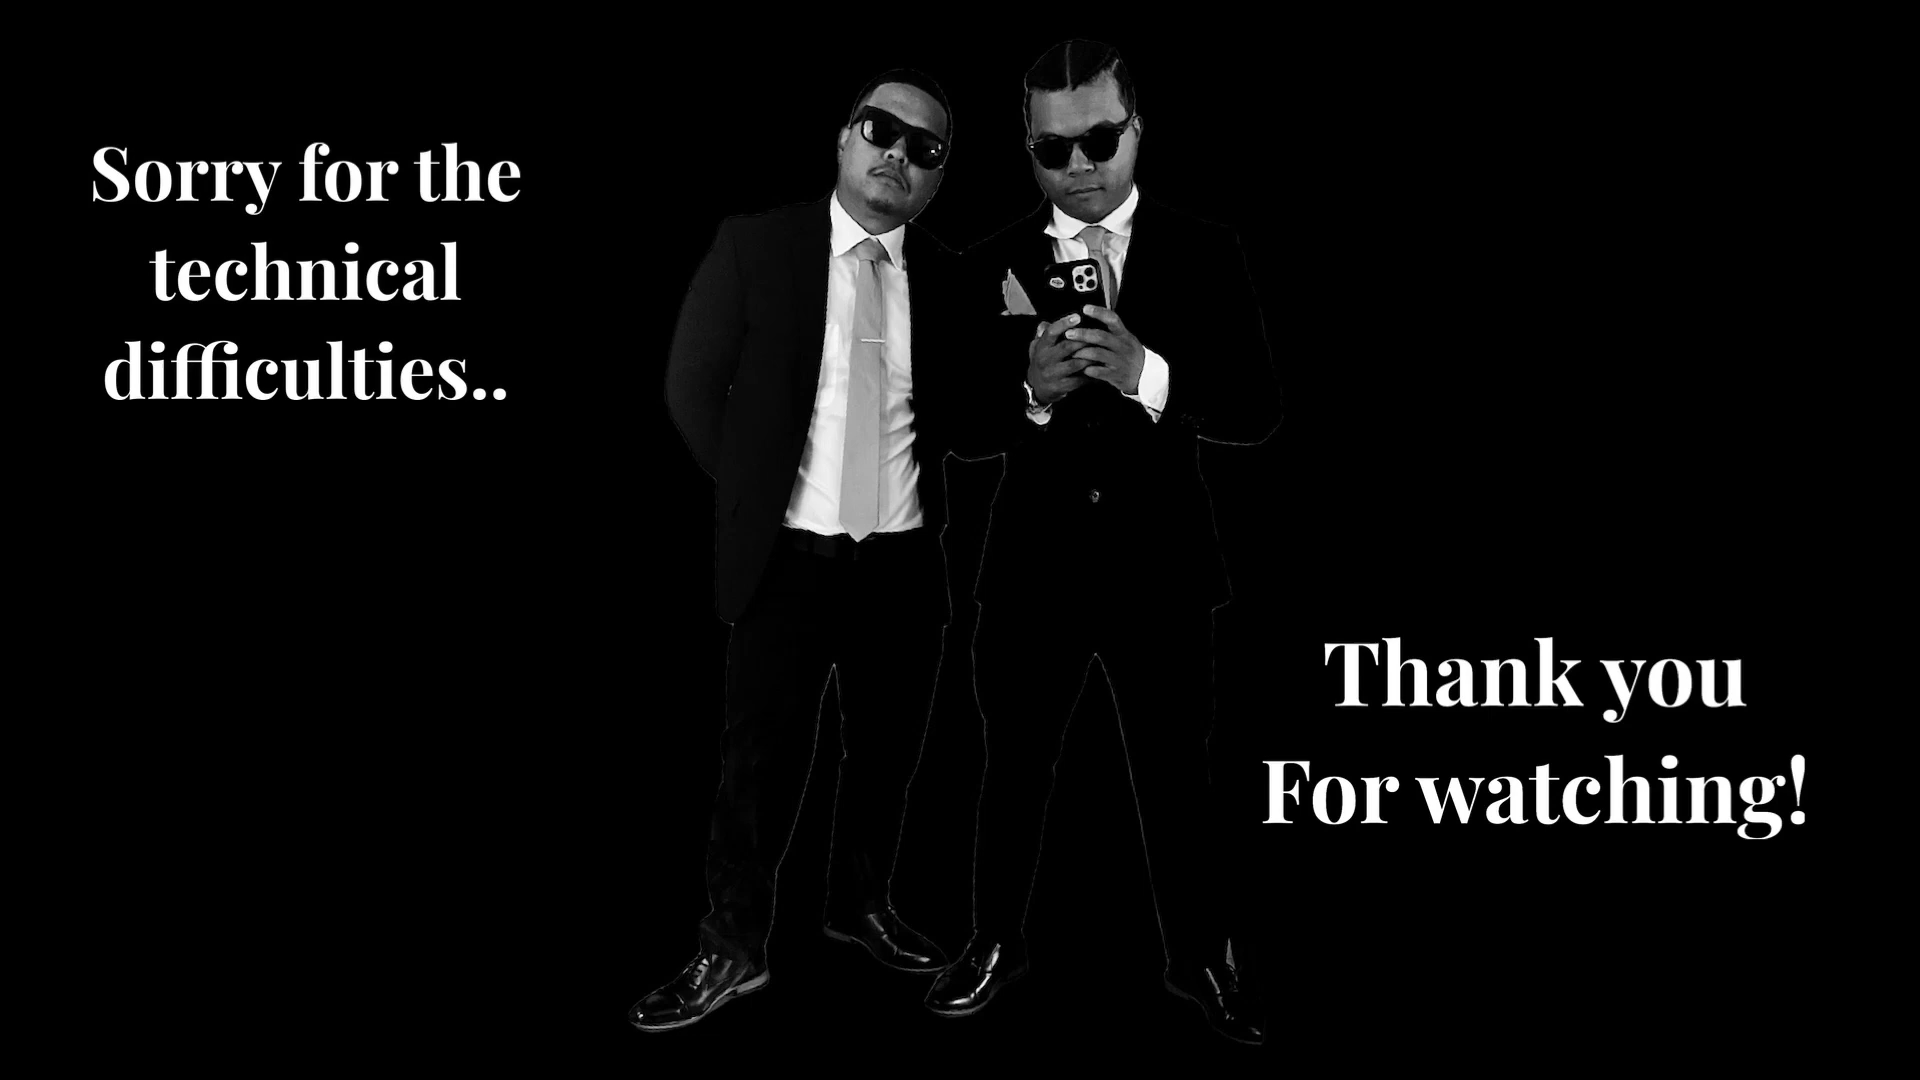 Sorry for the
technical
difficulties..
Thank you
For watching!